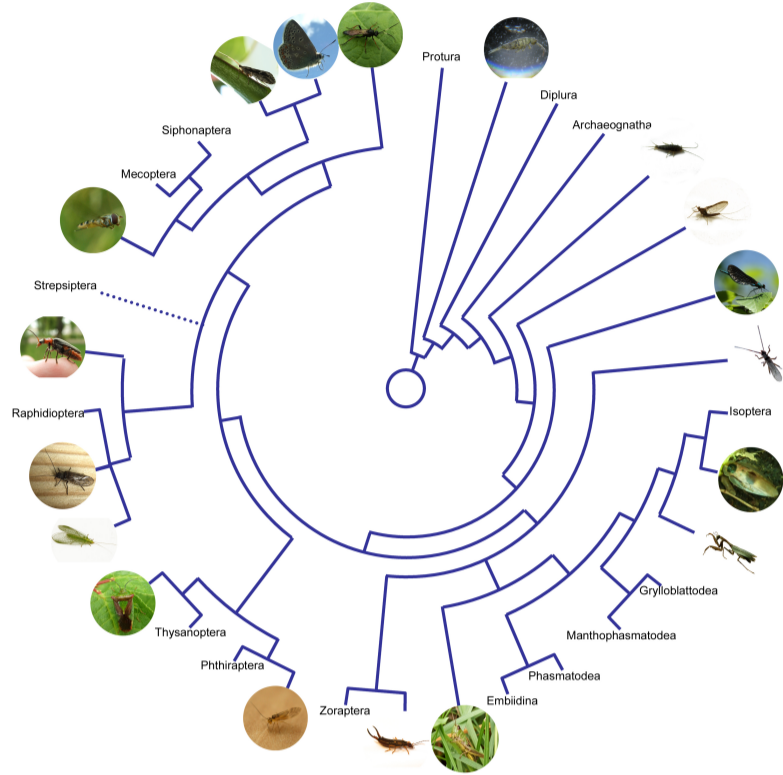 Protura
Diplura
Archaeognatha
Siphonaptera
Mecoptera
Strepsiptera
Raphidioptera
Isoptera
Grylloblattodea
Thysanoptera
Manthophasmatodea
Phthiraptera
Phasmatodea
Embiidina
Zoraptera